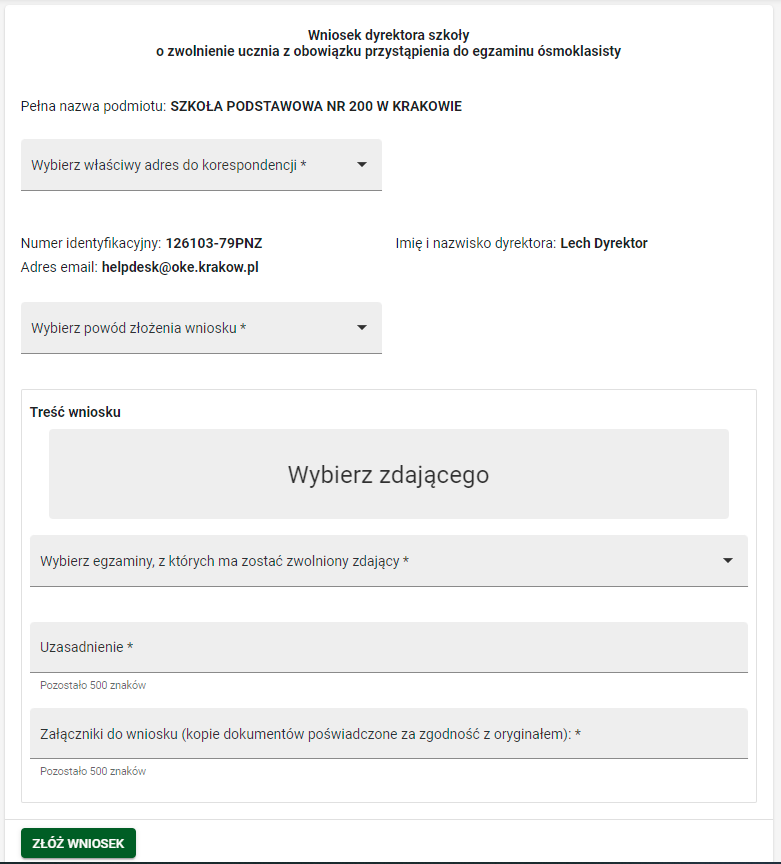 Wniosek dyrektora szkoły
o zwolnienie ucznia z obowiązku przystąpienia do egzaminu ósmoklasisty
Pełna nazwa podmiotu: SZKOŁA PODSTAWOWA NR 200 W KRAKOWIE
Wybierz właściwy adres do korespondencji *
Numer identyfikacyjny: 126103-79PNZ
Imię i nazwisko dyrektora: Lech Dyrektor
Adres email: helpdesk@oke.krakow.pl
Wybierz powód złożenia wniosku *
Treść wniosku
Wybierz zdającego
Wybierz egzaminy, z których ma zostać zwolniony zdający *
Uzasadnienie *
Pozostało 500 znaków
Załączniki do wniosku (kopie dokumentów poświadczone za zgodność z oryginałem): *
Pozostało 500 znaków
ZŁÓŻ WNIOSEK